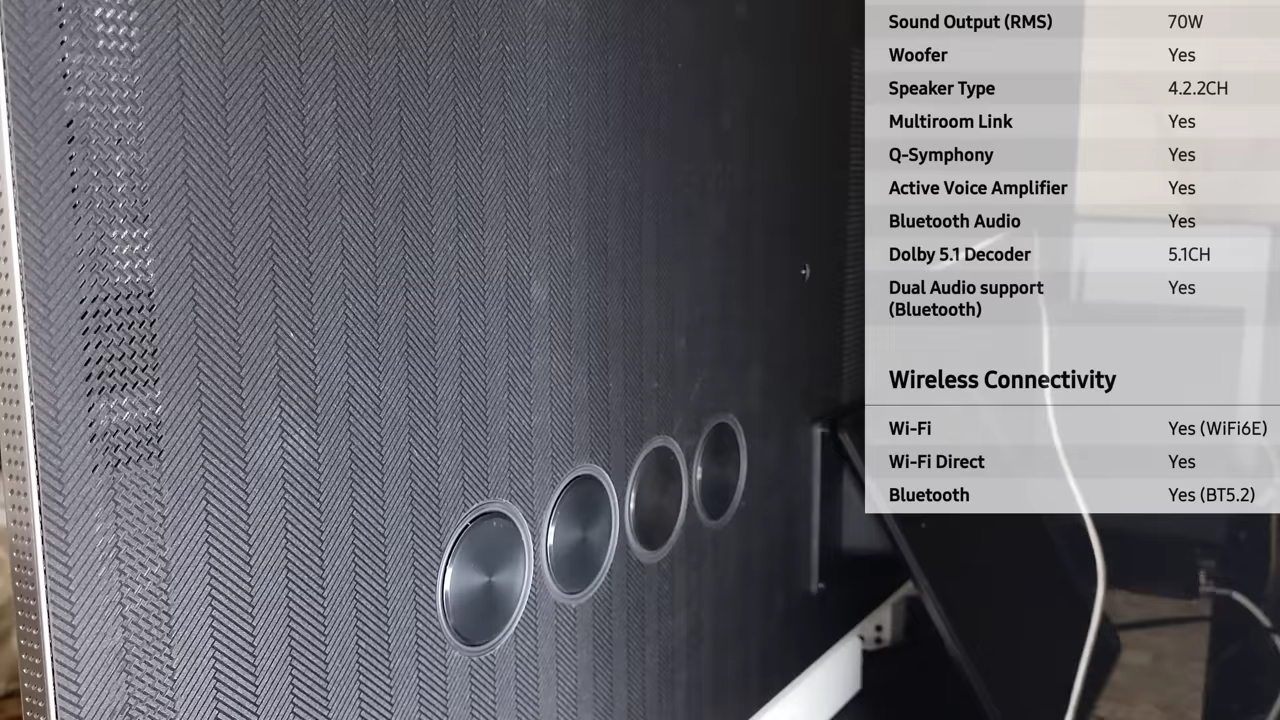 Sound Output (RMS) 70W
Woofer Yes
Speaker Type 4.2.2CH
Multiroom Link Yes
Q-Symphony Yes
Active Voice Amplifier Yes
Bluetooth Audio Yes
Dolby 5.1 Decoder 5.1CH
Dual Audio support Yes
(Bluetooth)
Wireless Connectivity
Wi-Fi Yes (WiFi6E)
Wi-Fi Direct Yes
Bluetooth Yes (BT5.2)